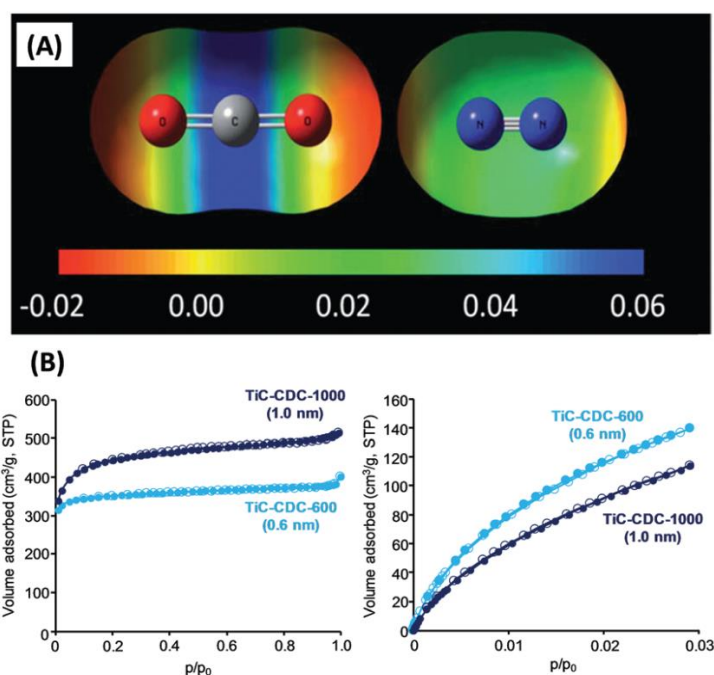 (A)
O C O
N N
-0.02 0.00 0.02 0.04 0.06
(B)
Volume adsorbed (cm³/g, STP)
600
500
400
300
200
100
0
TiC-CDC-1000
(1.0 nm)
TiC-CDC-600
(0.6 nm)
0 0.2 0.4 0.6 0.8 1.0
p/p₀
Volume adsorbed (cm³/g, STP)
160
140
120
100
80
60
40
20
0
TiC-CDC-600
(0.6 nm)
TiC-CDC-1000
(1.0 nm)
0 0.01 0.02 0.03
p/p₀